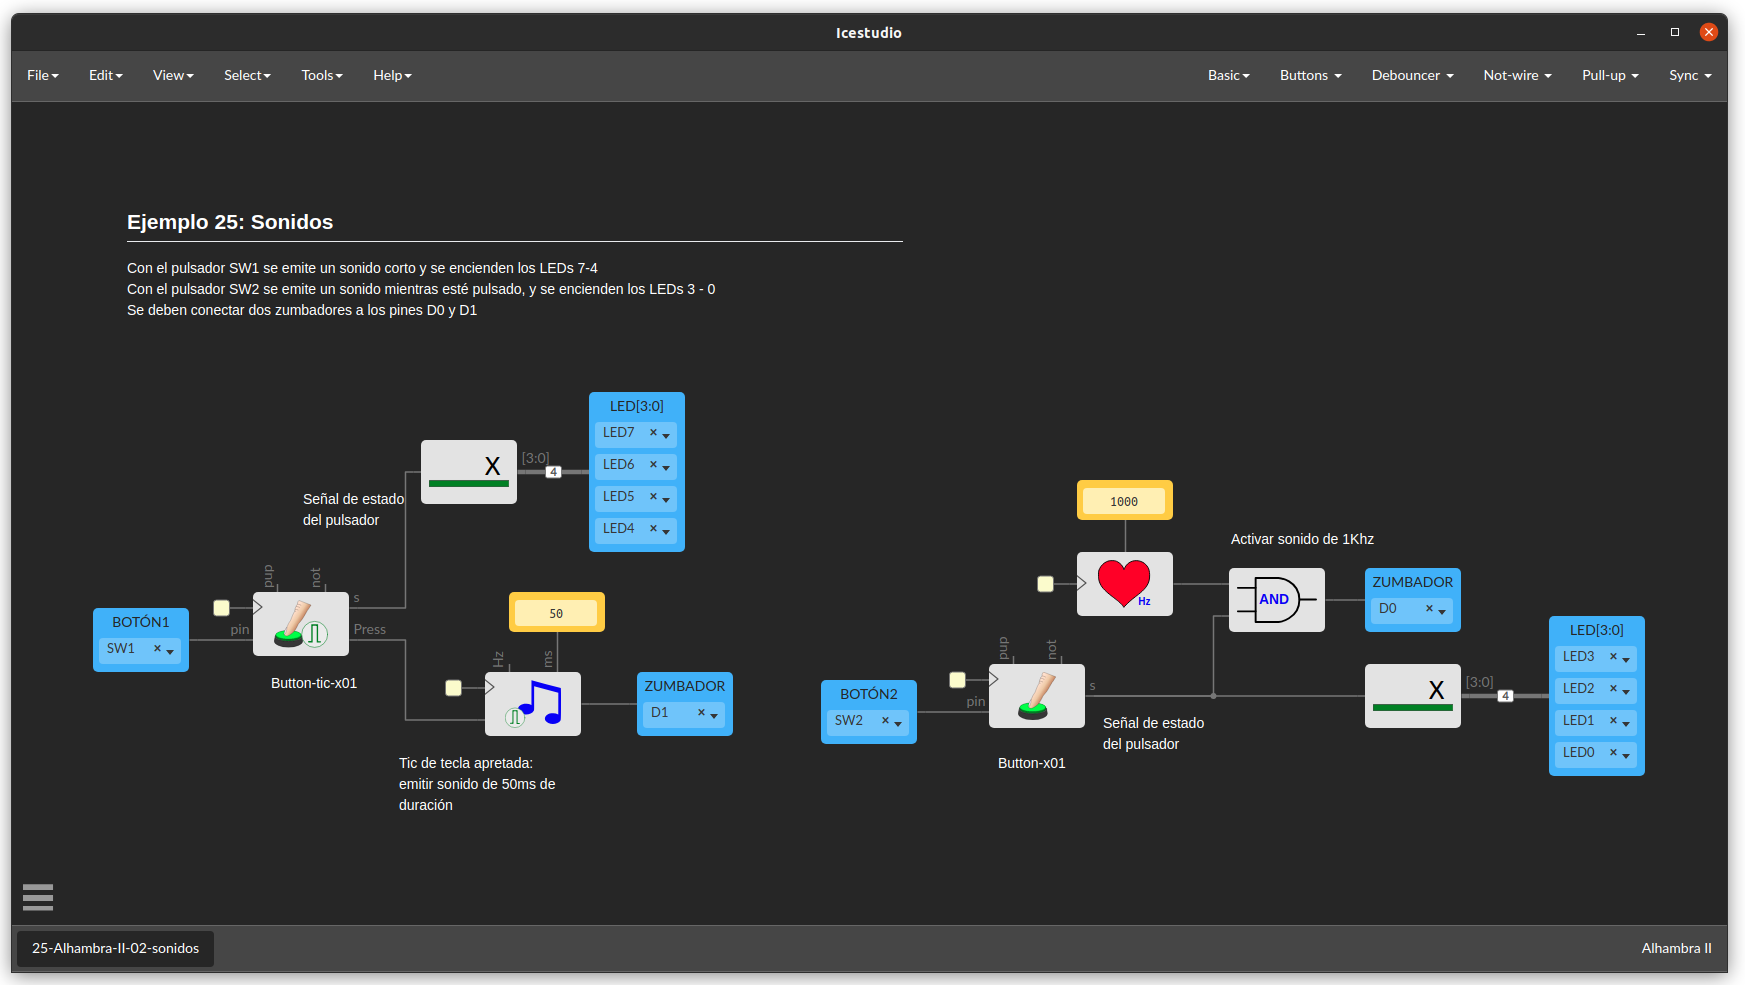 Icestudio
File Edit View Select Tools Help Basic Buttons Debouncer Not-wire Pull-up Sync
Ejemplo 25: Sonidos
Con el pulsador SW1 se emite un sonido corto y se encienden los LEDs 7-4
Con el pulsador SW2 se emite un sonido mientras esté pulsado, y se encienden los LEDs 3 - 0
Se deben conectar dos zumbadores a los pines D0 y D1
LED[3:0]
LED7 ×
LED6 ×
LED5 ×
LED4 ×
X
[3:0]
4
Señal de estado
del pulsador
pup
not
s
pin
Press
BOTÓN1
SW1 ×
Button-tic-x01
50
Hz
ms
ZUMBADOR
D1 ×
Tic de tecla apretada:
emitir sonido de 50ms de
duración
1000
Hz
Activar sonido de 1Khz
AND
ZUMBADOR
D0 ×
BOTÓN2
SW2 ×
pup
not
pin
s
Señal de estado
del pulsador
Button-x01
X
[3:0]
4
LED[3:0]
LED3 ×
LED2 ×
LED1 ×
LED0 ×
25-Alhambra-II-02-sonidos
Alhambra II